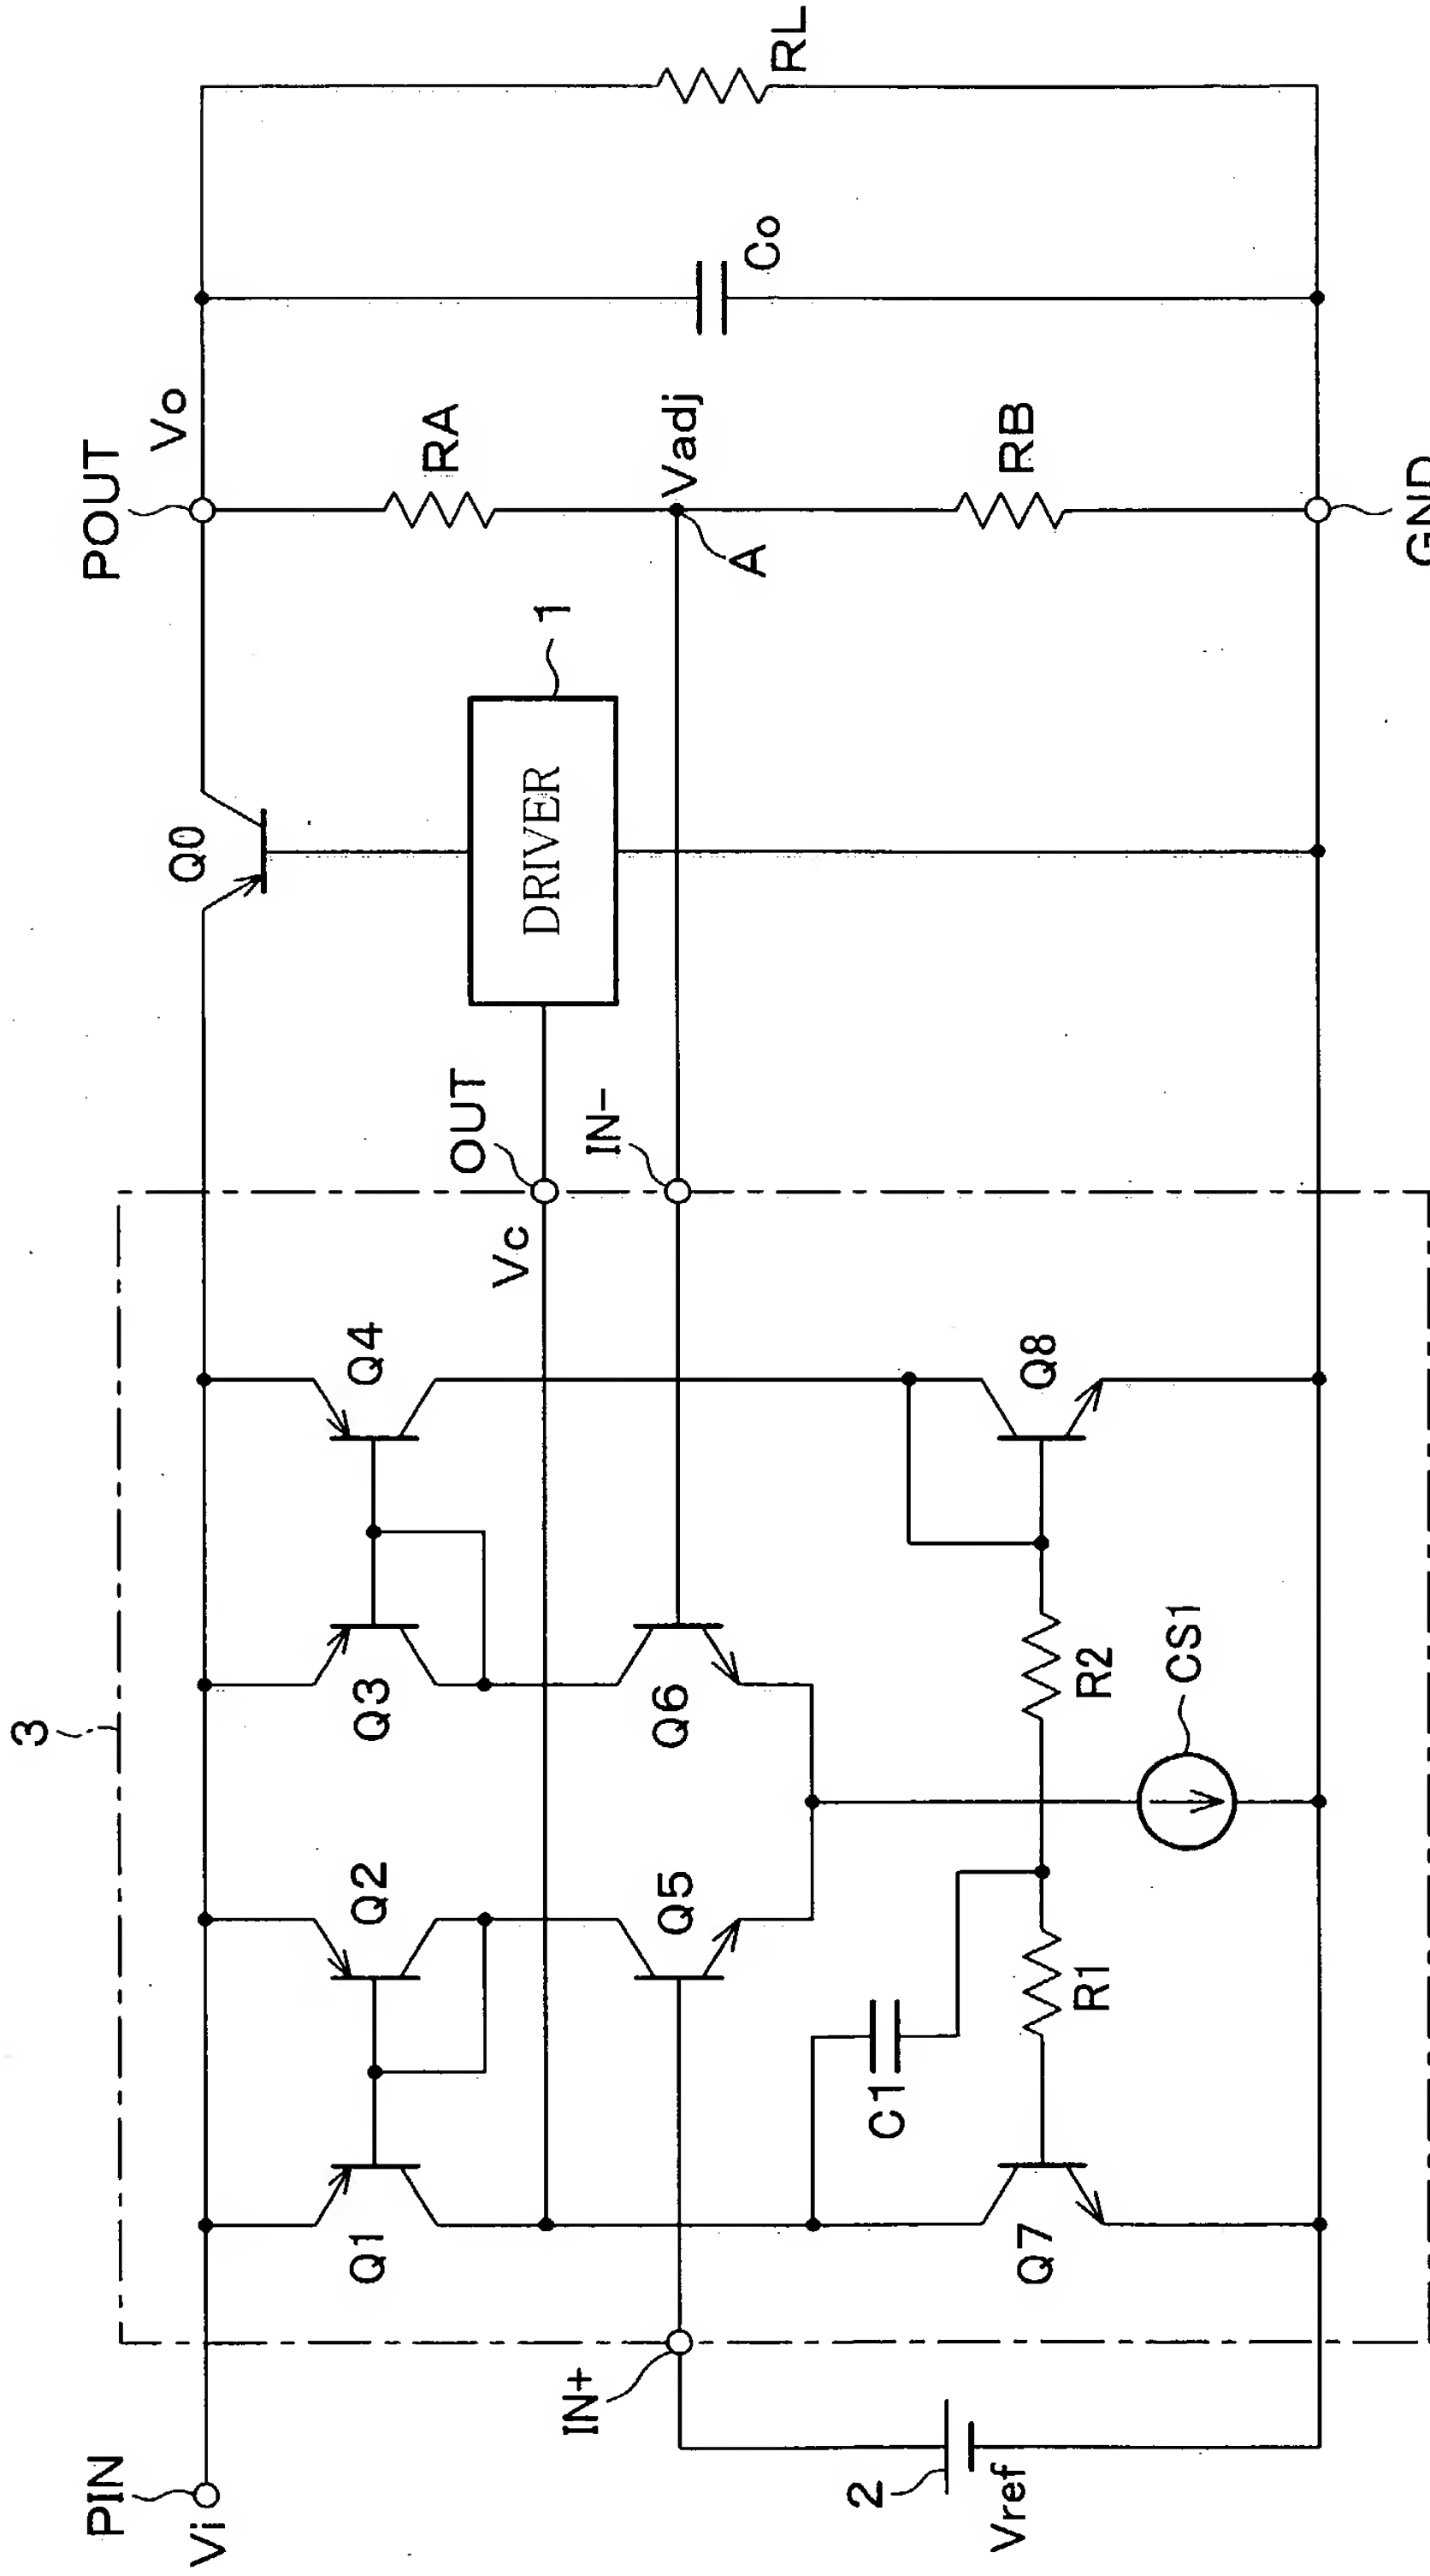 PIN
Vi
3
Q1
Q2
Q3
Q4
Q0
POUT
Vo
Vc
OUT
DRIVER
1
IN+
IN-
Q5
Q6
RA
Vadj
A
RB
Co
RL
2
Vref
C1
Q7
R1
R2
Q8
CS1
GND